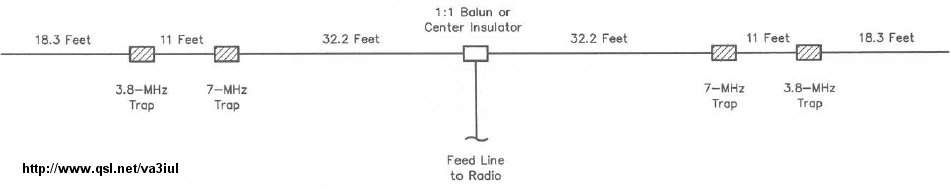 1:1 Balun or
Center Insulator
18.3 Feet
11 Feet
32.2 Feet
32.2 Feet
11 Feet
18.3 Feet
3.8-MHz
Trap
7-MHz
Trap
7-MHz
Trap
3.8-MHz
Trap
Feed Line
to Radio
http://www.qsl.net/va3iul